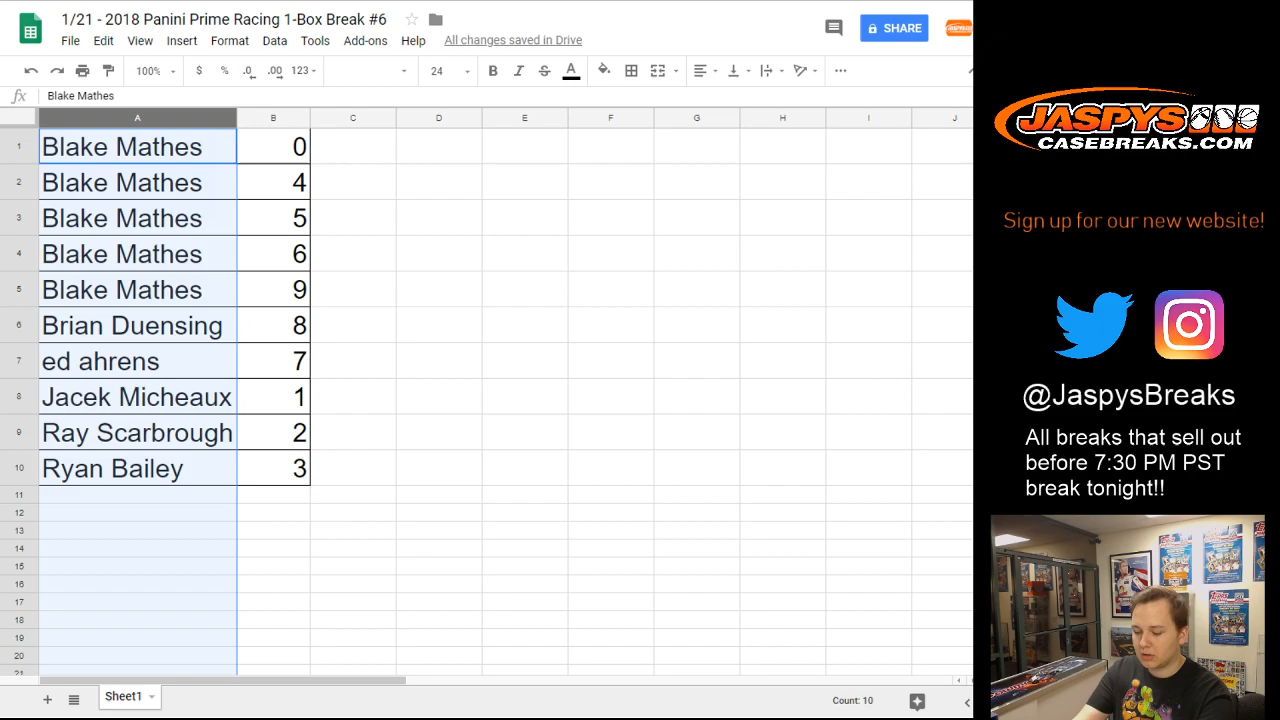 1/21 - 2018 Panini Prime Racing 1-Box Break #6
File Edit View Insert Format Data Tools Add-ons Help All changes saved in Drive
SHARE
100% $ % .0 .00 123 24 B I S A
fx Blake Mathes
A B C D E F G H I J
1 Blake Mathes 0
2 Blake Mathes 4
3 Blake Mathes 5
4 Blake Mathes 6
5 Blake Mathes 9
6 Brian Duensing 8
7 ed ahrens 7
8 Jacek Micheaux 1
9 Ray Scarbrough 2
10 Ryan Bailey 3
11
12
13
14
15
16
17
18
19
20
21
Sheet1
Count: 10
JASPYS
CASEBREAKS.COM
Sign up for our new website!
@JaspysBreaks
All breaks that sell out
before 7:30 PM PST
break tonight!!